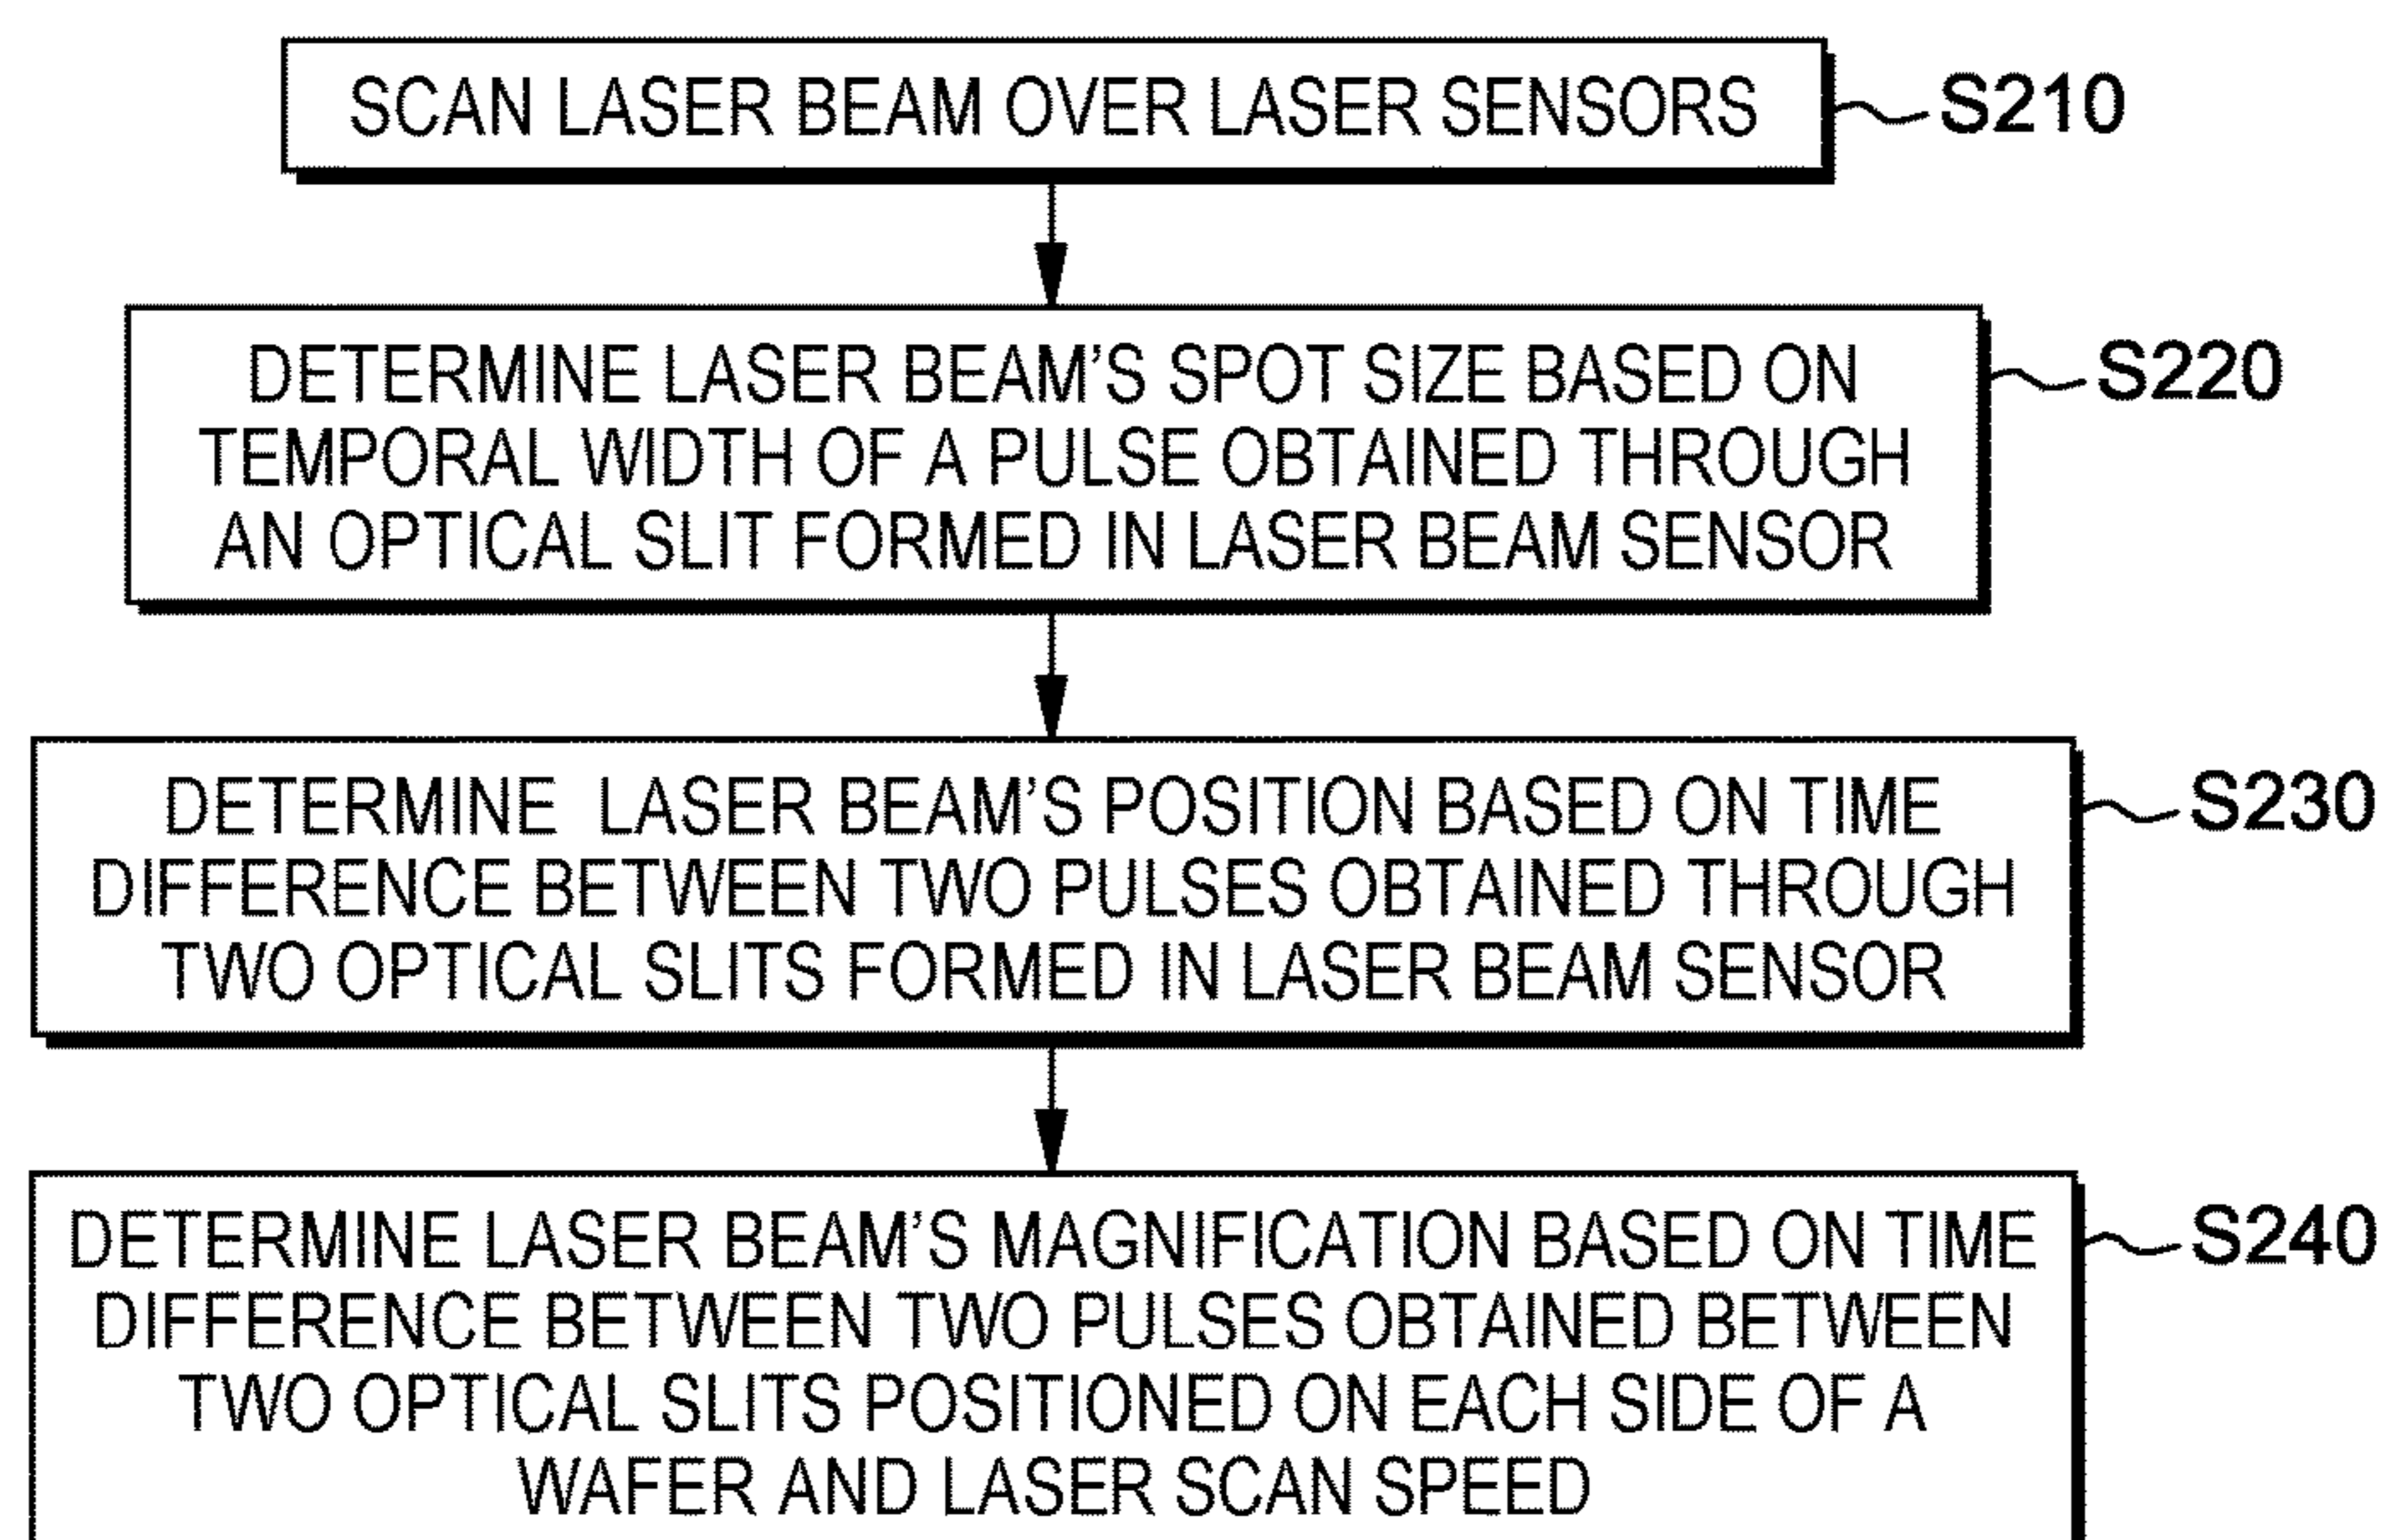 SCAN LASER BEAM OVER LASER SENSORS
S210
DETERMINE LASER BEAM'S SPOT SIZE BASED ON
TEMPORAL WIDTH OF A PULSE OBTAINED THROUGH
AN OPTICAL SLIT FORMED IN LASER BEAM SENSOR
S220
DETERMINE LASER BEAM'S POSITION BASED ON TIME
DIFFERENCE BETWEEN TWO PULSES OBTAINED THROUGH
TWO OPTICAL SLITS FORMED IN LASER BEAM SENSOR
S230
DETERMINE LASER BEAM'S MAGNIFICATION BASED ON TIME
DIFFERENCE BETWEEN TWO PULSES OBTAINED BETWEEN
TWO OPTICAL SLITS POSITIONED ON EACH SIDE OF A
WAFER AND LASER SCAN SPEED
S240